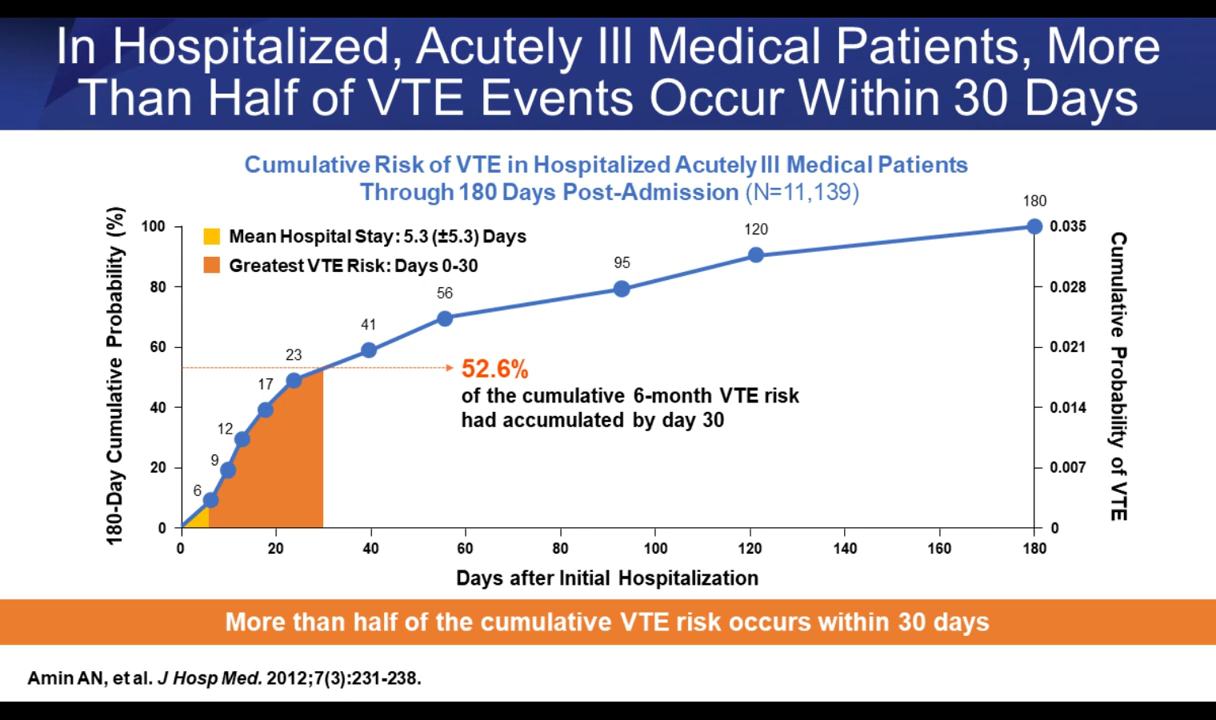 In Hospitalized, Acutely Ill Medical Patients, More
Than Half of VTE Events Occur Within 30 Days
Cumulative Risk of VTE in Hospitalized Acutely Ill Medical Patients
Through 180 Days Post-Admission (N=11,139)
180-Day Cumulative Probability (%)
100
80
60
40
20
0
Mean Hospital Stay: 5.3 (±5.3) Days
Greatest VTE Risk: Days 0-30
6
9
12
17
23
41
56
95
120
180
52.6%
of the cumulative 6-month VTE risk
had accumulated by day 30
0.035
0.028
0.021
0.014
0.007
0
Cumulative Probability of VTE
0
20
40
60
80
100
120
140
160
180
Days after Initial Hospitalization
More than half of the cumulative VTE risk occurs within 30 days
Amin AN, et al. J Hosp Med. 2012;7(3):231-238.